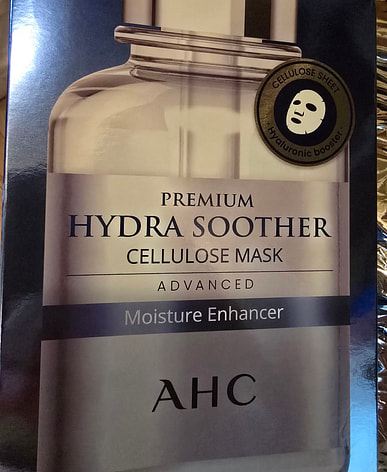 CELLULOSE SHEET
Hyaluronic booster
PREMIUM
HYDRA SOOTHER
CELLULOSE MASK
ADVANCED
Moisture Enhancer
AHC